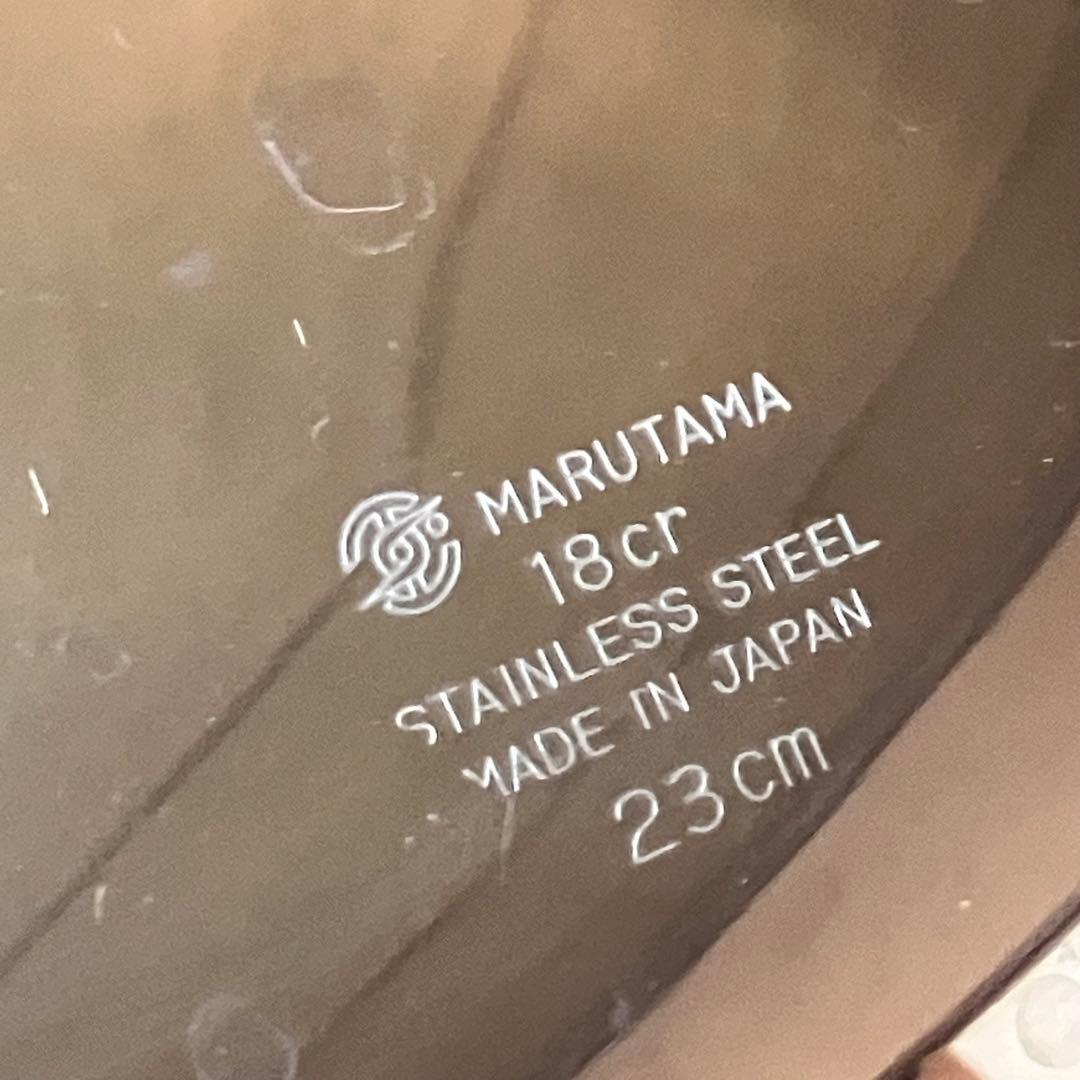 MARUTAMA
18cr
STAINLESS STEEL
MADE IN JAPAN
23cm